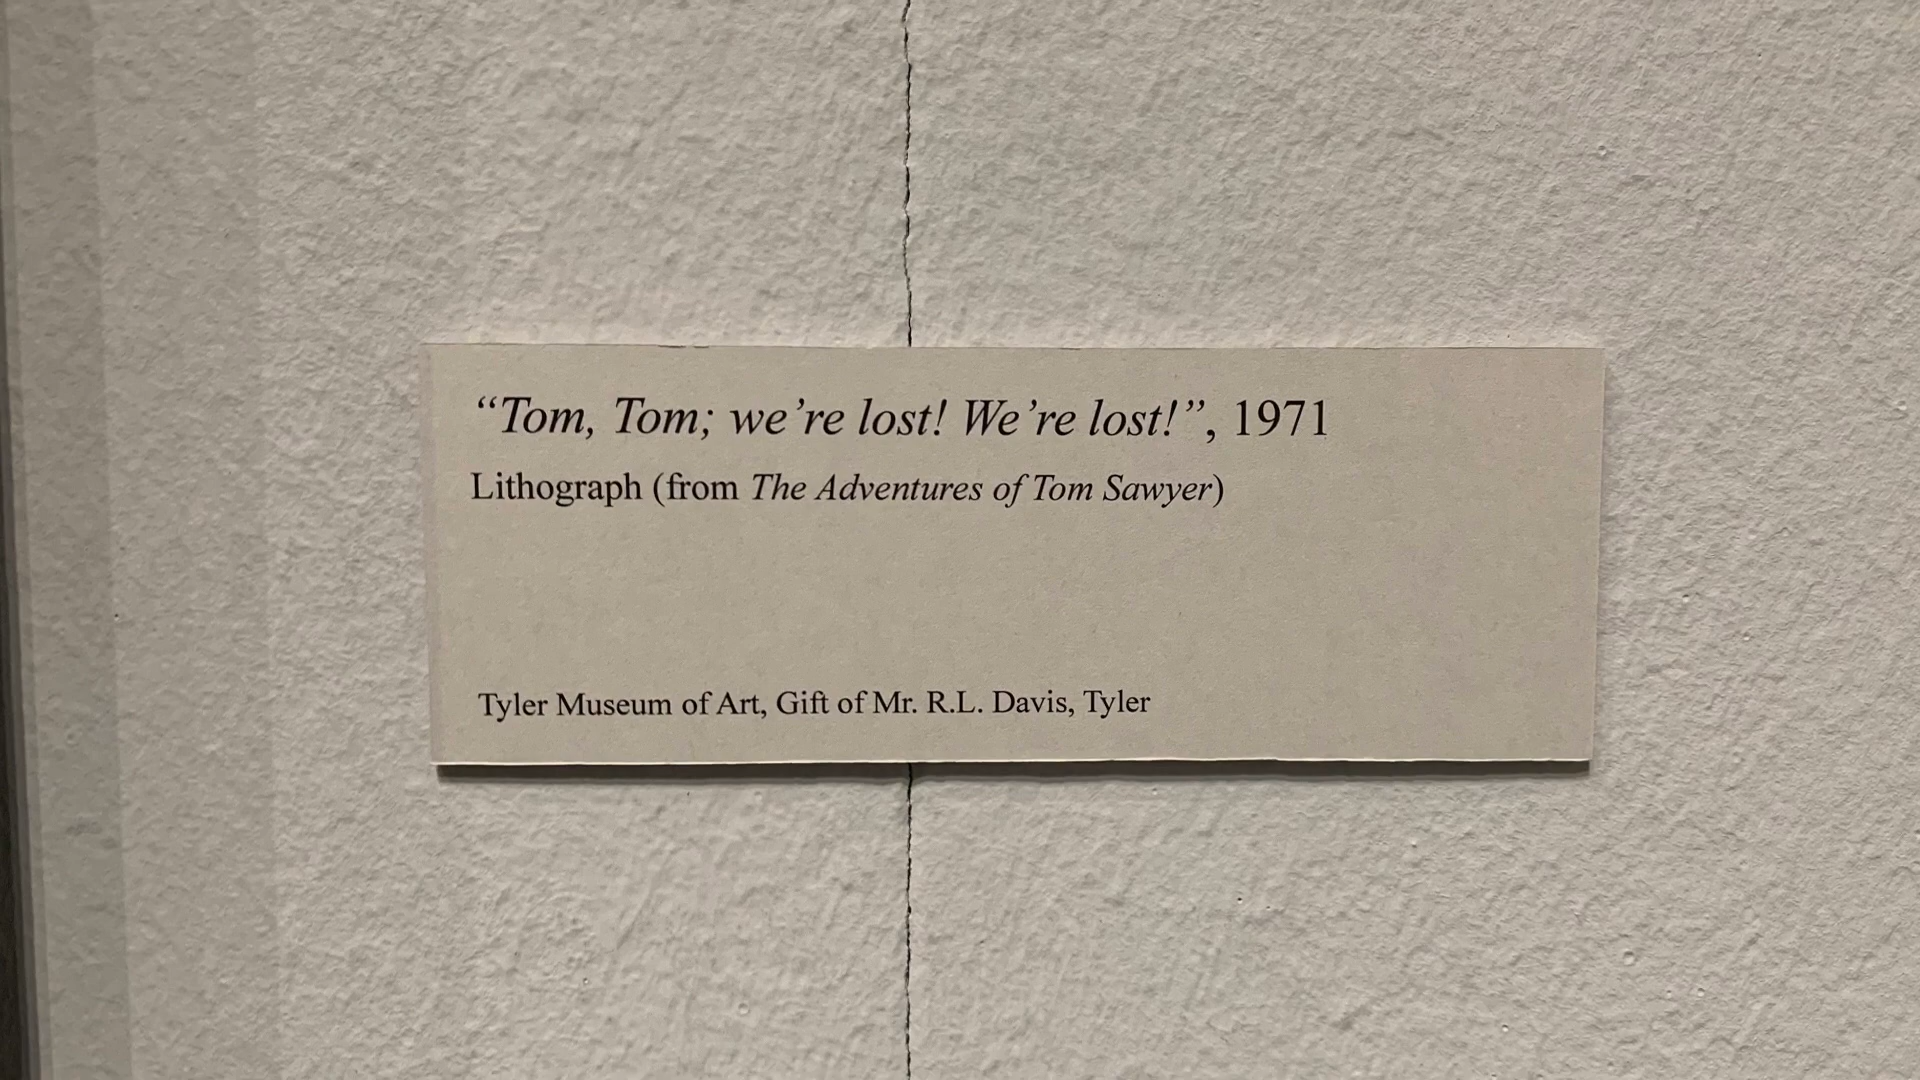 “Tom, Tom; we’re lost! We’re lost!”, 1971
Lithograph (from The Adventures of Tom Sawyer)
Tyler Museum of Art, Gift of Mr. R.L. Davis, Tyler